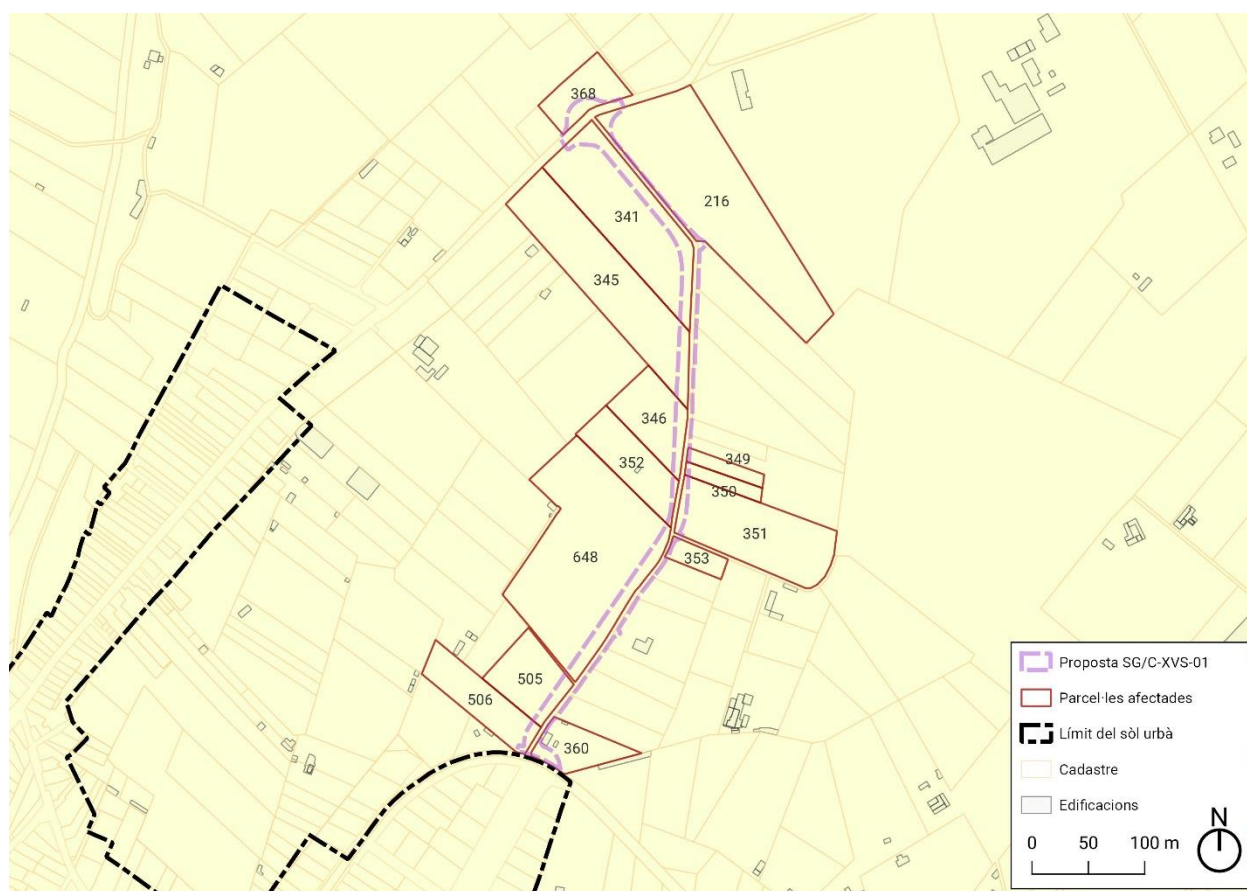 368
216
341
345
346
349
352
350
351
353
648
505
506
360
Proposta SG/C-XVS-01
Parcel·les afectades
Límit del sòl urbà
Cadastre
Edificacions
N
0 50 100 m